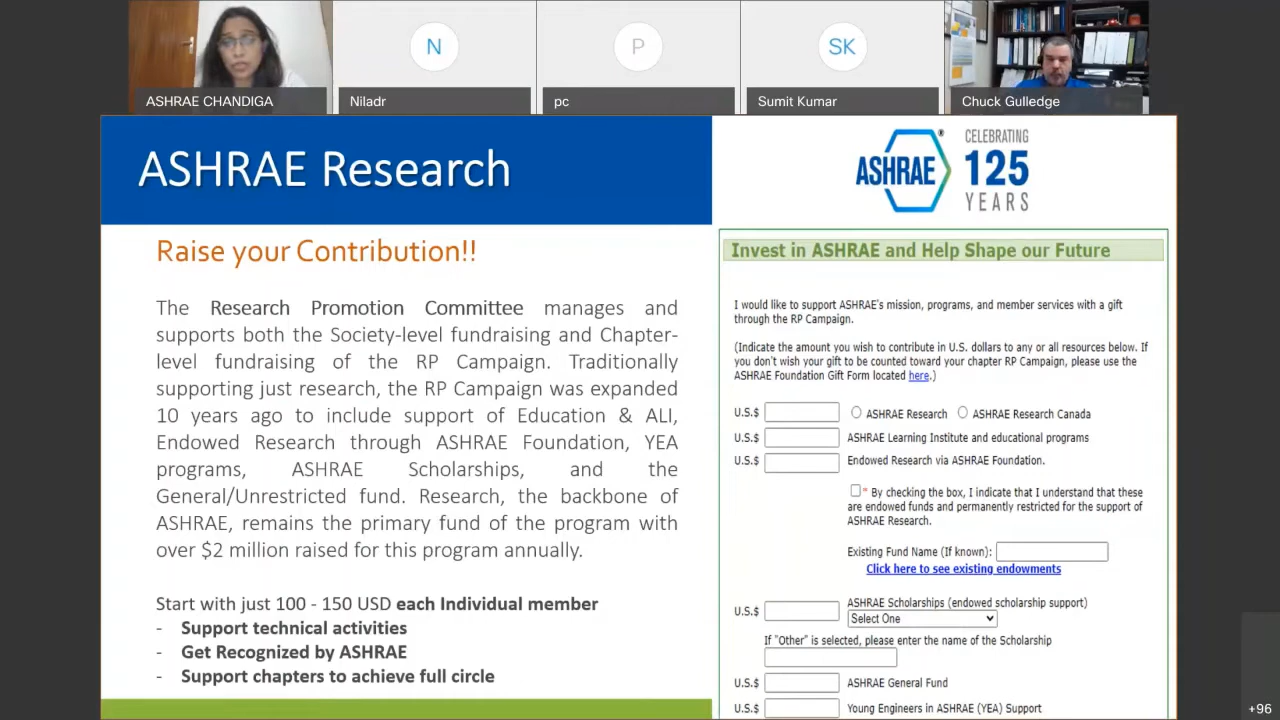 N
P
SK
ASHRAE CHANDIGA
Niladr
pc
Sumit Kumar
Chuck Gulledge
ASHRAE Research
ASHRAE®
CELEBRATING
125
YEARS
Raise your Contribution!!
The Research Promotion Committee manages and
supports both the Society-level fundraising and Chapter-
level fundraising of the RP Campaign. Traditionally
supporting just research, the RP Campaign was expanded
10 years ago to include support of Education & ALI,
Endowed Research through ASHRAE Foundation, YEA
programs, ASHRAE Scholarships, and the
General/Unrestricted fund. Research, the backbone of
ASHRAE, remains the primary fund of the program with
over $2 million raised for this program annually.
Start with just 100 - 150 USD each Individual member
- Support technical activities
- Get Recognized by ASHRAE
- Support chapters to achieve full circle
Invest in ASHRAE and Help Shape our Future
I would like to support ASHRAE's mission, programs, and member services with a gift
through the RP Campaign.
(Indicate the amount you wish to contribute in U.S. dollars to any or all resources below. If
you don't wish your gift to be counted toward your chapter RP Campaign, please use the
ASHRAE Foundation Gift Form located here.)
U.S.$ ASHRAE Research ASHRAE Research Canada
U.S.$ ASHRAE Learning Institute and educational programs
U.S.$ Endowed Research via ASHRAE Foundation.
* By checking the box, I indicate that I understand that these
are endowed funds and permanently restricted for the support of
ASHRAE Research.
Existing Fund Name (If known):
Click here to see existing endowments
ASHRAE Scholarships (endowed scholarship support)
U.S.$ Select One
If "Other" is selected, please enter the name of the Scholarship
U.S.$ ASHRAE General Fund
U.S.$ Young Engineers in ASHRAE (YEA) Support
+96